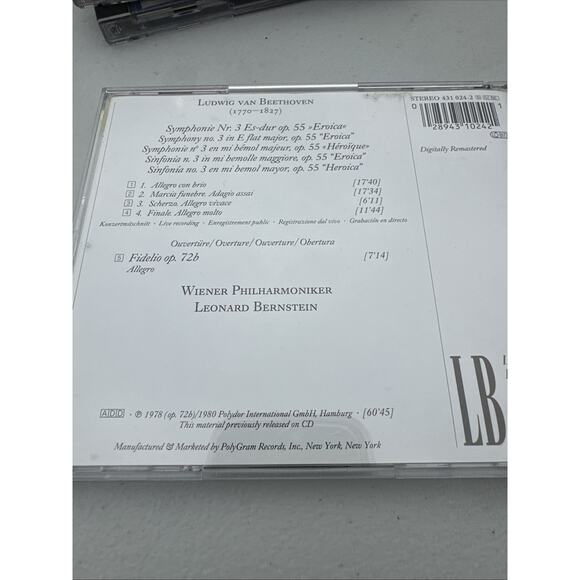 LUDWIG VAN BEETHOVEN
(1770–1827)
Symphonie Nr. 3 Es-dur op. 55 »Eroica«
Symphony no. 3 in E flat major, op. 55 "Eroica"
Symphonie n° 3 en mi bémol majeur, op. 55 «Héroïque»
Sinfonia n. 3 in mi bemolle maggiore, op. 55 "Eroica"
Sinfonía no. 3 en mi bemol mayor, op. 55 "Heroica"
1 1. Allegro con brio [17'40]
2 2. Marcia funebre. Adagio assai [17'34]
3 3. Scherzo. Allegro vivace [6'11]
4 4. Finale. Allegro molto [11'44]
Konzertmitschnitt · Live recording · Enregistrement public · Registrazione dal vivo · Grabación en directo
Ouvertüre/Overture/Ouverture/Obertura
5 Fidelio op. 72b [7'14]
Allegro
WIENER PHILHARMONIKER
LEONARD BERNSTEIN
ADD ℗ 1978 (op. 72b)/1980 Polydor International GmbH, Hamburg · [60'45]
This material previously released on CD
Manufactured & Marketed by PolyGram Records, Inc., New York, New York
STEREO 431 024-2
0
28943 10242
1
Digitally Remastered
LB